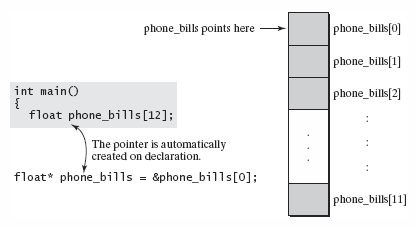 phone_bills points here
phone_bills[0]
phone_bills[1]
phone_bills[2]
:
:
:
phone_bills[11]
.
.
.
int main()
{
float phone_bills[12];
The pointer is automatically
created on declaration.
float* phone_bills = &phone_bills[0];